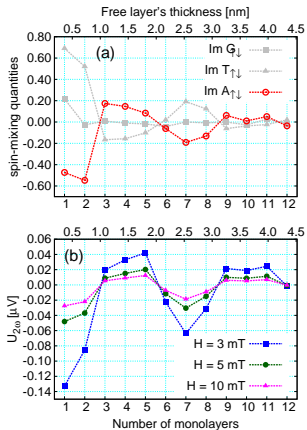 Free layer's thickness [nm]
0.5 1.0 1.5 2.0 2.5 3.0 3.5 4.0 4.5
(a)
Im G↑↓
Im T↑↓
Im A↑↓
spin-mixing quantities
0.80
0.60
0.40
0.20
0.00
-0.20
-0.40
-0.60
1 2 3 4 5 6 7 8 9 10 11 12
0.5 1.0 1.5 2.0 2.5 3.0 3.5 4.0 4.5
(b)
U2ω [μV]
0.06
0.04
0.02
0.00
-0.02
-0.04
-0.06
-0.08
-0.10
-0.12
-0.14
H = 3 mT
H = 5 mT
H = 10 mT
1 2 3 4 5 6 7 8 9 10 11 12
Number of monolayers